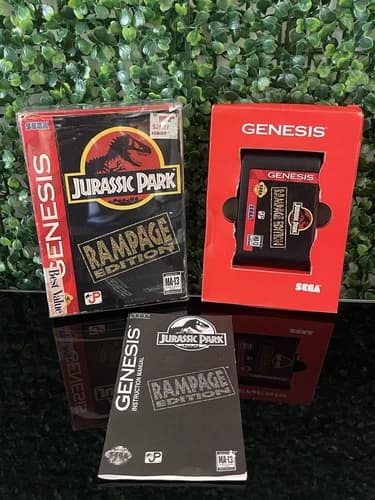 SEGA
GENESIS
Best Value
JURASSIC PARK
RAMPAGE
EDITION
MA-13
GENESIS
GENESIS
JURASSIC PARK
RAMPAGE EDITION
SEGA
SEGA
GENESIS
INSTRUCTION MANUAL
JURASSIC PARK
RAMPAGE
EDITION
MA-13